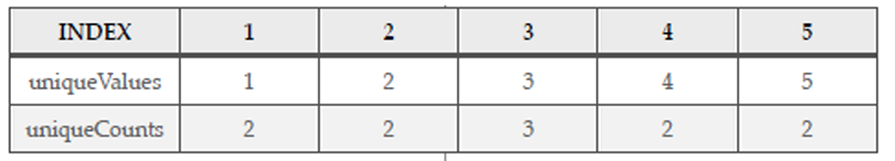 INDEX 1 2 3 4 5
uniqueValues 1 2 3 4 5
uniqueCounts 2 2 3 2 2